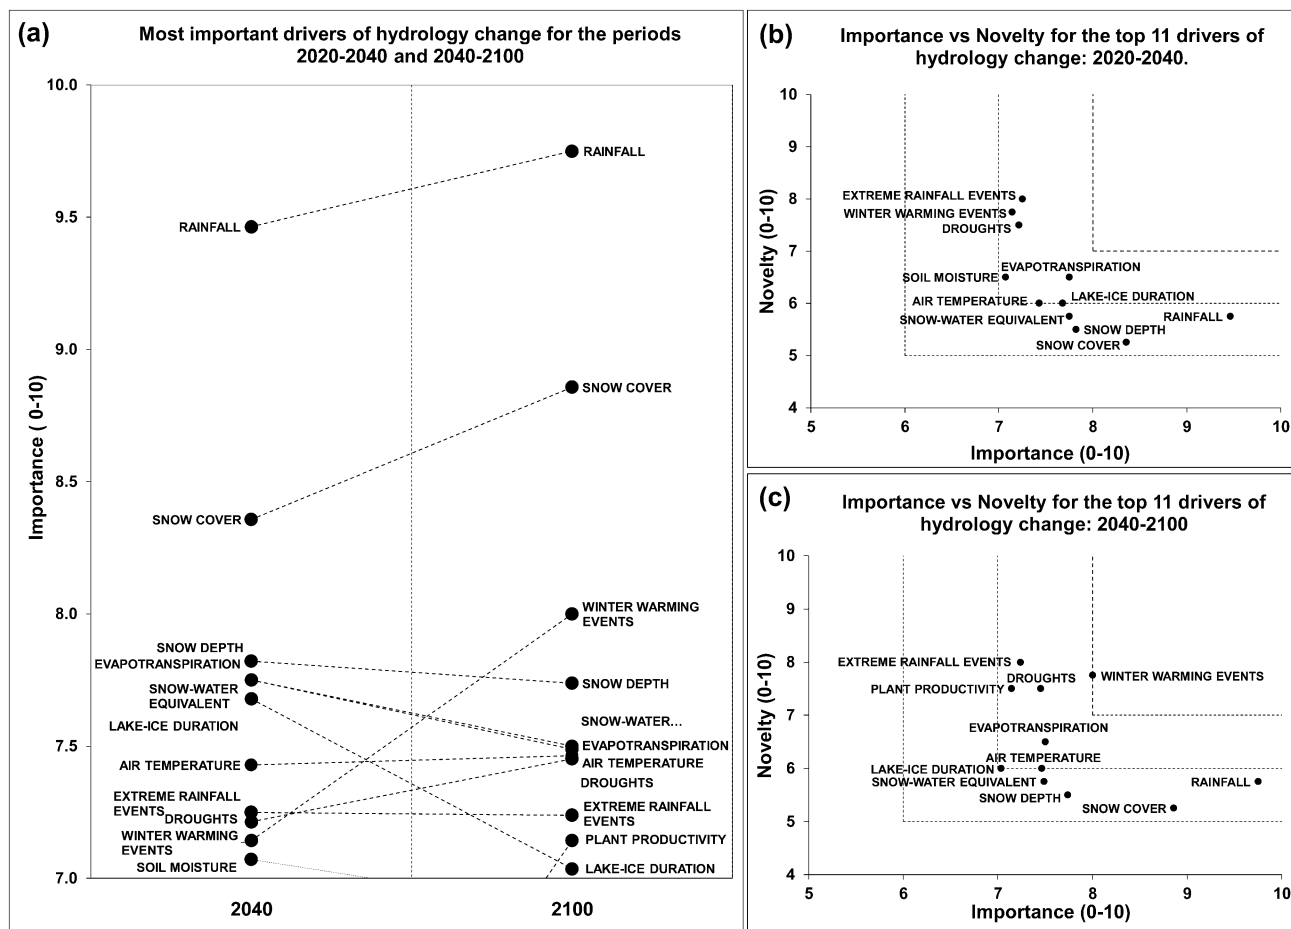 (a)
Most important drivers of hydrology change for the periods
2020-2040 and 2040-2100
Importance ( 0-10)
10.0
9.5
9.0
8.5
8.0
7.5
7.0
RAINFALL
SNOW COVER
SNOW DEPTH
EVAPOTRANSPIRATION
SNOW-WATER
EQUIVALENT
LAKE-ICE DURATION
AIR TEMPERATURE
EXTREME RAINFALL
EVENTS
DROUGHTS
WINTER WARMING
EVENTS
SOIL MOISTURE
RAINFALL
SNOW COVER
WINTER WARMING
EVENTS
SNOW DEPTH
SNOW-WATER...
EVAPOTRANSPIRATION
AIR TEMPERATURE
DROUGHTS
EXTREME RAINFALL
EVENTS
PLANT PRODUCTIVITY
LAKE-ICE DURATION
2040
2100
(b)
Importance vs Novelty for the top 11 drivers of
hydrology change: 2020-2040.
Novelty (0-10)
10
9
8
7
6
5
4
EXTREME RAINFALL EVENTS
WINTER WARMING EVENTS
DROUGHTS
EVAPOTRANSPIRATION
SOIL MOISTURE
AIR TEMPERATURE
LAKE-ICE DURATION
SNOW-WATER EQUIVALENT
RAINFALL
SNOW DEPTH
SNOW COVER
5
6
7
8
9
10
Importance (0-10)
(c)
Importance vs Novelty for the top 11 drivers of
hydrology change: 2040-2100
Novelty (0-10)
10
9
8
7
6
5
4
EXTREME RAINFALL EVENTS
DROUGHTS
WINTER WARMING EVENTS
PLANT PRODUCTIVITY
EVAPOTRANSPIRATION
AIR TEMPERATURE
LAKE-ICE DURATION
SNOW-WATER EQUIVALENT
RAINFALL
SNOW DEPTH
SNOW COVER
5
6
7
8
9
10
Importance (0-10)